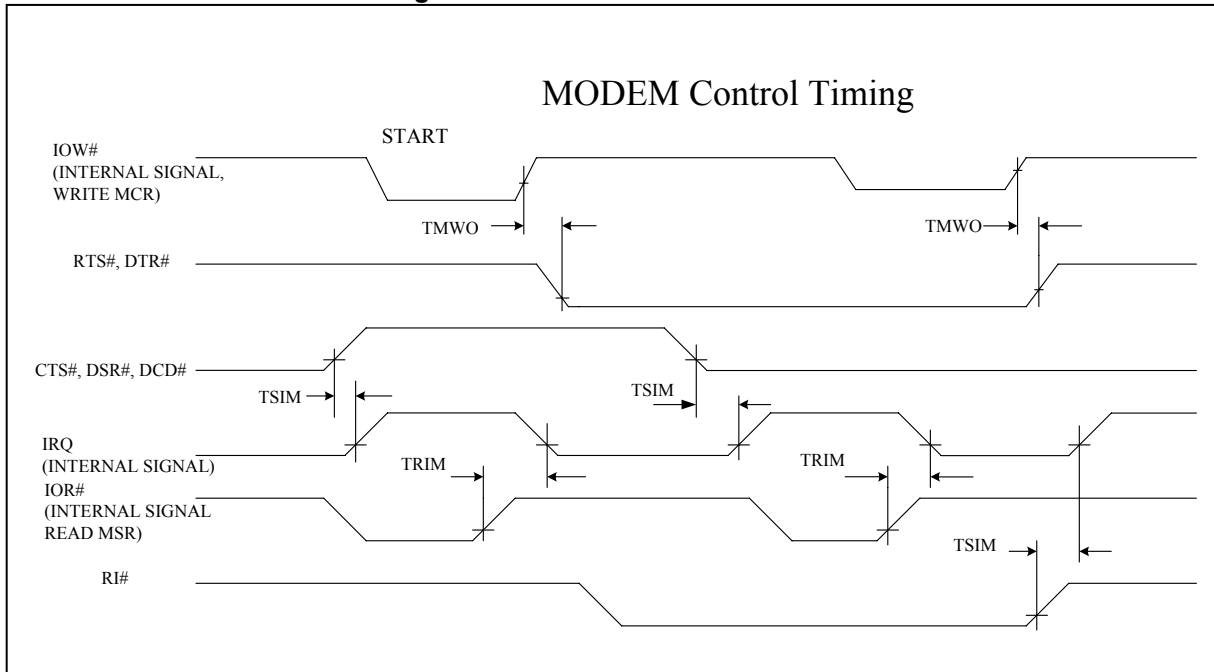 MODEM Control Timing
START
IOW#
(INTERNAL SIGNAL,
WRITE MCR)
TMWO
TMWO
RTS#, DTR#
CTS#, DSR#, DCD#
TSIM
TSIM
IRQ
(INTERNAL SIGNAL)
TRIM
TRIM
IOR#
(INTERNAL SIGNAL
READ MSR)
TSIM
RI#